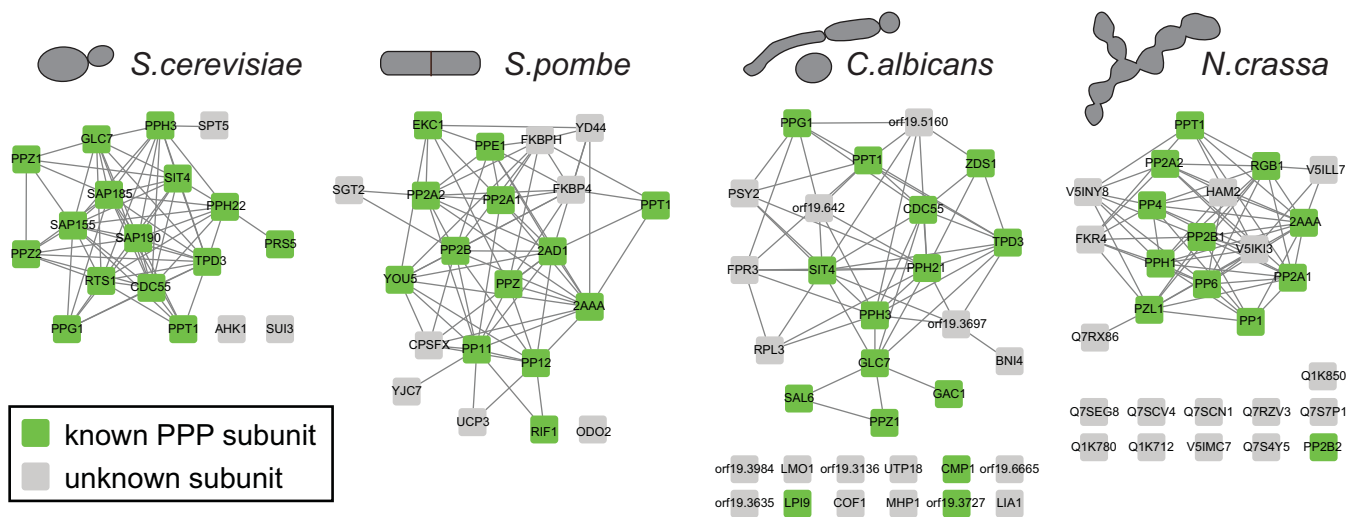 S.cerevisiae
S.pombe
C.albicans
N.crassa
PPH3
SPT5
GLC7
PPZ1
SIT4
SAP185
PPH22
SAP155
SAP190
PRS5
PPZ2
TPD3
RTS1
CDC55
PPG1
PPT1
AHK1
SUI3
EKC1
YD44
FKBPH
PPE1
SGT2
PP2A2
PP2A1
FKBP4
PPT1
PP2B
2AD1
YOU5
PPZ
2AAA
CPSFX
PP11
PP12
YJC7
UCP3
RIF1
ODO2
PPG1
orf19.5160
PPT1
ZDS1
PSY2
orf19.642
CDC55
TPD3
FPR3
SIT4
PPH21
PPH3
orf19.3697
RPL3
GLC7
BNI4
SAL6
GAC1
PPZ1
orf19.3984
LMO1
orf19.3136
UTP18
CMP1
orf19.6665
orf19.3635
LPI9
COF1
MHP1
orf19.3727
LIA1
PPT1
PP2A2
RGB1
V5ILL7
V5INY8
HAM2
PP4
2AAA
FKR4
PP2B1
V5IKI3
PPH1
PP2A1
PP6
PZL1
PP1
Q7RX86
Q1K850
Q7SEG8
Q7SCV4
Q7SCN1
Q7RZV3
Q7S7P1
Q1K780
Q1K712
V5IMC7
Q7S4Y5
PP2B2
known PPP subunit
unknown subunit